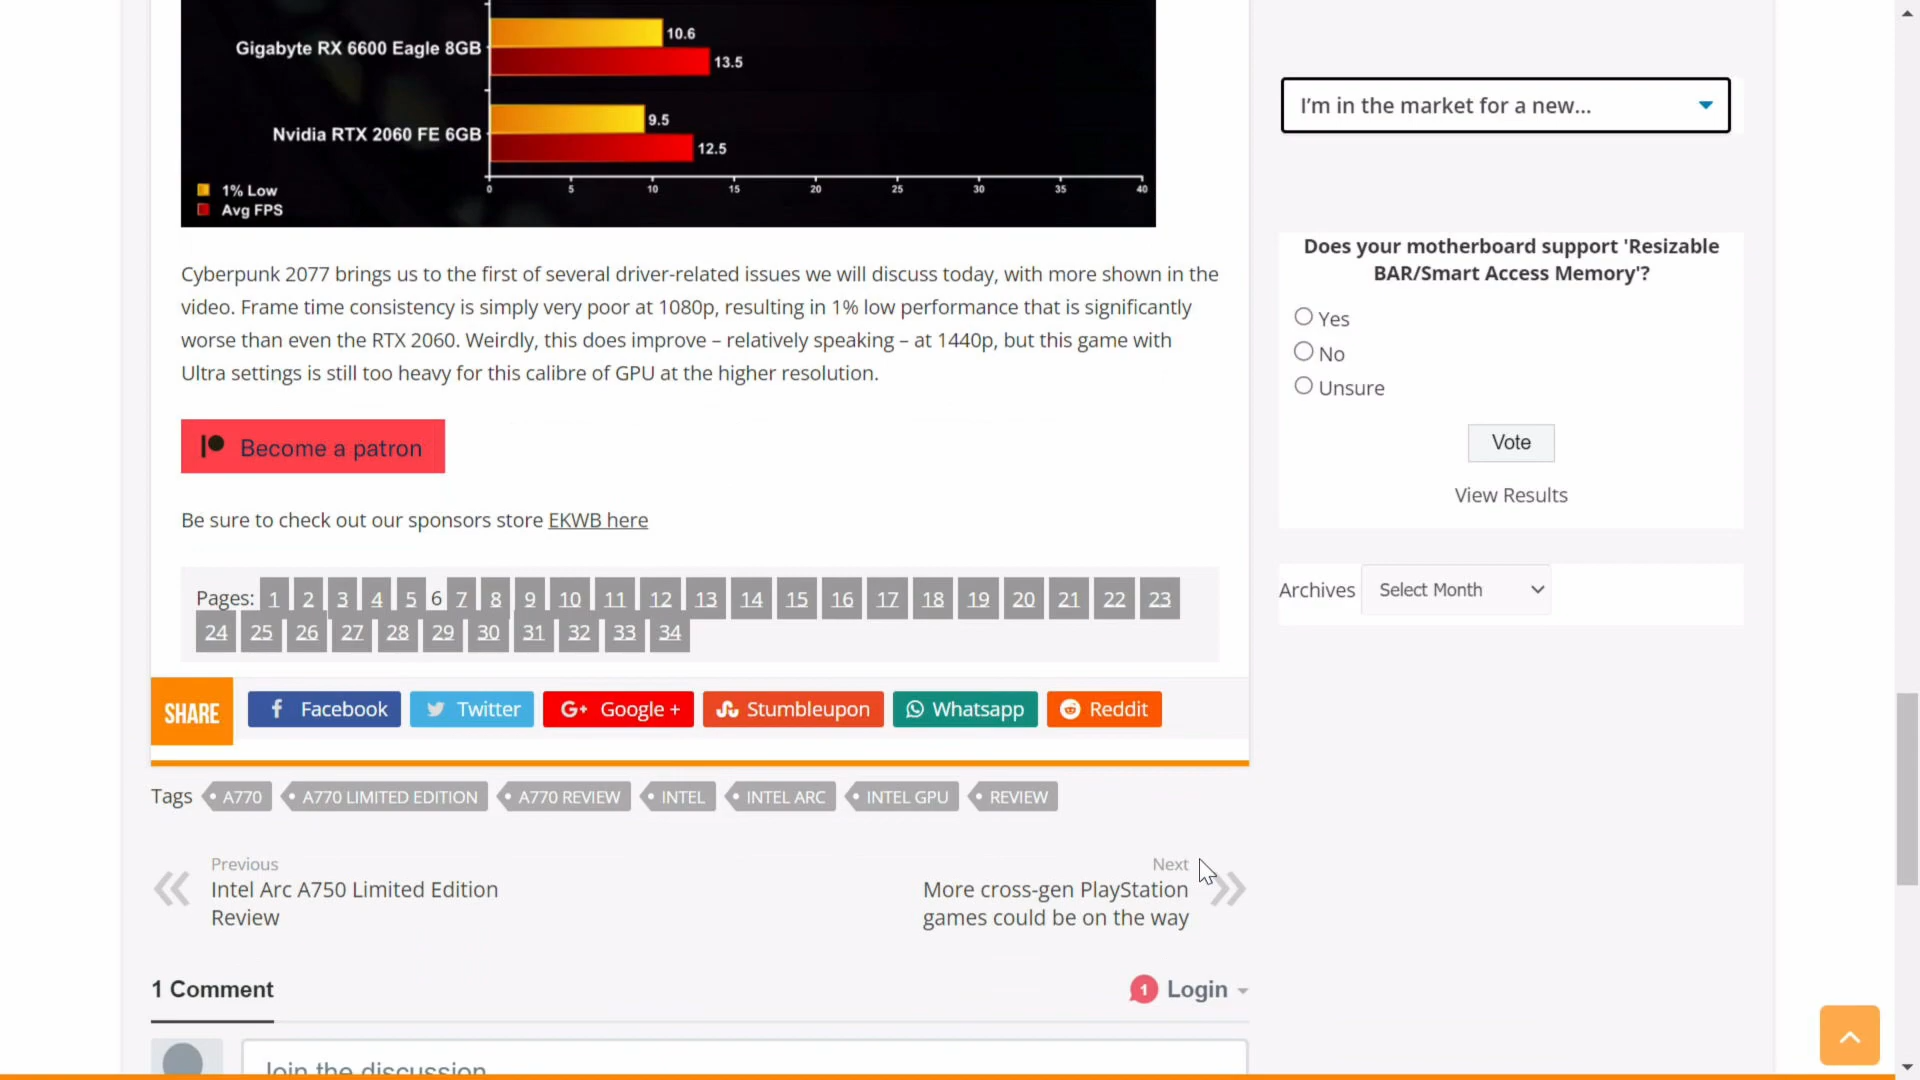 10.6
Gigabyte RX 6600 Eagle 8GB
13.5
9.5
Nvidia RTX 2060 FE 6GB
12.5
1% Low
Avg FPS
0 5 10 15 20 25 30 35 40
Cyberpunk 2077 brings us to the first of several driver-related issues we will discuss today, with more shown in the
video. Frame time consistency is simply very poor at 1080p, resulting in 1% low performance that is significantly
worse than even the RTX 2060. Weirdly, this does improve – relatively speaking – at 1440p, but this game with
Ultra settings is still too heavy for this calibre of GPU at the higher resolution.
Become a patron
Be sure to check out our sponsors store EKWB here
Pages: 1 2 3 4 5 6 7 8 9 10 11 12 13 14 15 16 17 18 19 20 21 22 23
24 25 26 27 28 29 30 31 32 33 34
SHARE Facebook Twitter Google + Stumbleupon Whatsapp Reddit
Tags A770 A770 LIMITED EDITION A770 REVIEW INTEL INTEL ARC INTEL GPU REVIEW
Previous
Intel Arc A750 Limited Edition
Review
Next
More cross-gen PlayStation
games could be on the way
1 Comment
1 Login
Join the discussion
I’m in the market for a new...
Does your motherboard support 'Resizable
BAR/Smart Access Memory'?
Yes
No
Unsure
Vote
View Results
Archives Select Month